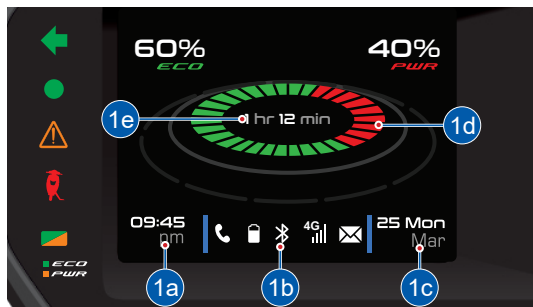 60%
ECO
40%
PWR
1e
1 hr 12 min
1d
09:45
pm
4G
25 Mon
Mar
ECO
PWR
1a
1b
1c